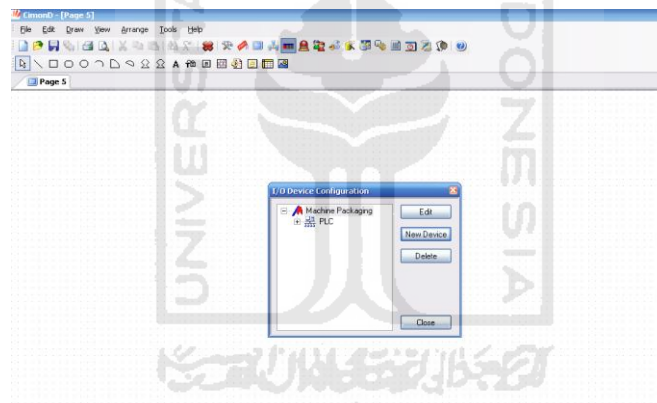 CimonD - [Page 5]
File Edit Draw View Arrange Tools Help
Page 5
I/O Device Configuration
Machine Packaging
PLC
Edit
New Device
Delete
Close